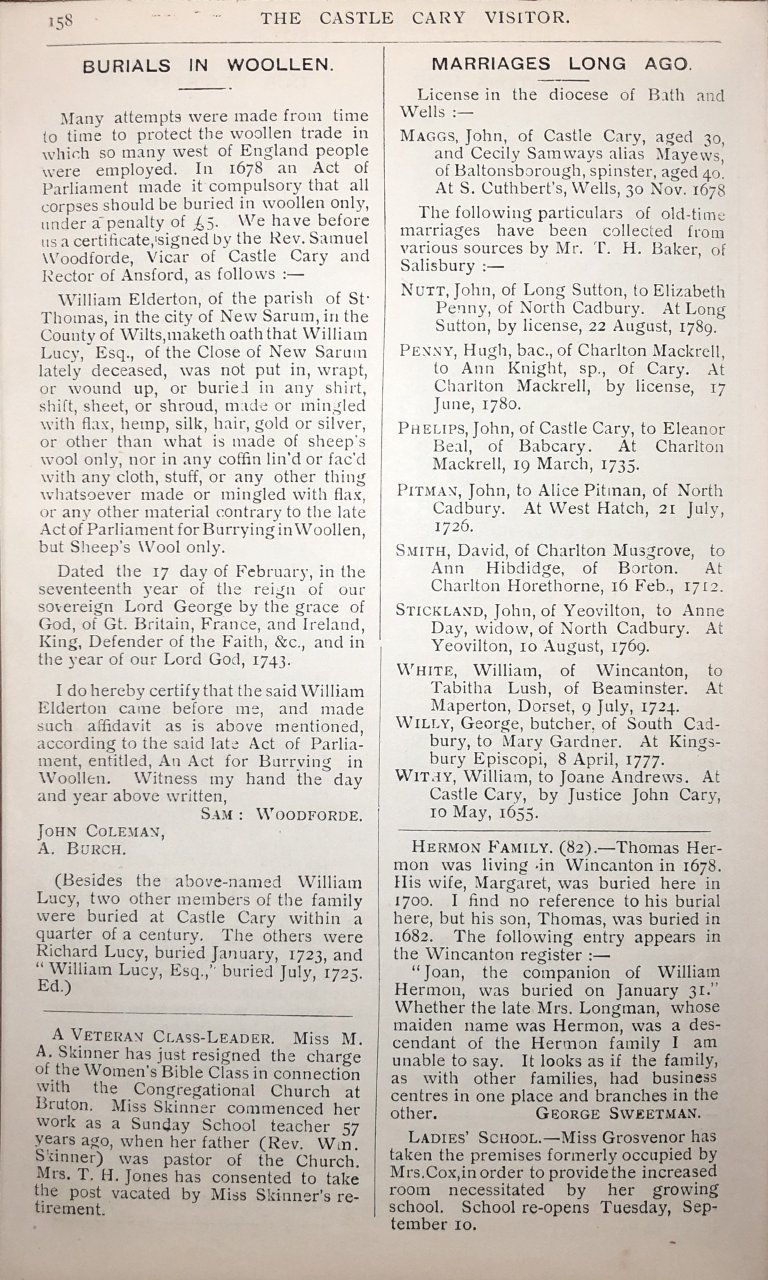 158
THE CASTLE CARY VISITOR.
BURIALS IN WOOLLEN.
Many attempts were made from time
to time to protect the woollen trade in
which so many west of England people
were employed. In 1678 an Act of
Parliament made it compulsory that all
corpses should be buried in woollen only,
under a penalty of £5. We have before
us a certificate, signed by the Rev. Samuel
Woodforde, Vicar of Castle Cary and
Rector of Ansford, as follows :—
William Elderton, of the parish of St·
Thomas, in the city of New Sarum, in the
County of Wilts, maketh oath that William
Lucy, Esq., of the Close of New Sarum
lately deceased, was not put in, wrapt,
or wound up, or buried in any shirt,
shift, sheet, or shroud, made or mingled
with flax, hemp, silk, hair, gold or silver,
or other than what is made of sheep's
wool only, nor in any coffin lin'd or fac'd
with any cloth, stuff, or any other thing
whatsoever made or mingled with flax,
or any other material contrary to the late
Act of Parliament for Burrying in Woollen,
but Sheep's Wool only.
Dated the 17 day of February, in the
seventeenth year of the reign of our
sovereign Lord George by the grace of
God, of Gt. Britain, France, and Ireland,
King, Defender of the Faith, &c., and in
the year of our Lord God, 1743.
I do hereby certify that the said William
Elderton came before me, and made
such affidavit as is above mentioned,
according to the said late Act of Parlia-
ment, entitled, An Act for Burrying in
Woollen. Witness my hand the day
and year above written,
SAM : WOODFORDE.
JOHN COLEMAN,
A. BURCH.
(Besides the above-named William
Lucy, two other members of the family
were buried at Castle Cary within a
quarter of a century. The others were
Richard Lucy, buried January, 1723, and
"William Lucy, Esq.," buried July, 1725.
Ed.)
A VETERAN CLASS-LEADER. Miss M.
A. Skinner has just resigned the charge
of the Women's Bible Class in connection
with the Congregational Church at
Bruton. Miss Skinner commenced her
work as a Sunday School teacher 57
years ago, when her father (Rev. Wm.
Skinner) was pastor of the Church.
Mrs. T. H. Jones has consented to take
the post vacated by Miss Skinner's re-
tirement.
MARRIAGES LONG AGO.
License in the diocese of Bath and
Wells :—
MAGGS, John, of Castle Cary, aged 30,
and Cecily Samways alias Mayews,
of Baltonsborough, spinster, aged 40.
At S. Cuthbert's, Wells, 30 Nov. 1678
The following particulars of old-time
marriages have been collected from
various sources by Mr. T. H. Baker, of
Salisbury :—
NUTT, John, of Long Sutton, to Elizabeth
Penny, of North Cadbury. At Long
Sutton, by license, 22 August, 1789.
PENNY, Hugh, bac., of Charlton Mackrell,
to Ann Knight, sp., of Cary. At
Charlton Mackrell, by license, 17
June, 1780.
PHELIPS, John, of Castle Cary, to Eleanor
Beal, of Babcary. At Charlton
Mackrell, 19 March, 1735.
PITMAN, John, to Alice Pitman, of North
Cadbury. At West Hatch, 21 July,
1726.
SMITH, David, of Charlton Musgrove, to
Ann Hibdidge, of Borton. At
Charlton Horethorne, 16 Feb., 1712.
STICKLAND, John, of Yeovilton, to Anne
Day, widow, of North Cadbury. At
Yeovilton, 10 August, 1769.
WHITE, William, of Wincanton, to
Tabitha Lush, of Beaminster. At
Maperton, Dorset, 9 July, 1724.
WILLY, George, butcher, of South Cad-
bury, to Mary Gardner. At Kings-
bury Episcopi, 8 April, 1777.
WITHY, William, to Joane Andrews. At
Castle Cary, by Justice John Cary,
10 May, 1655.
HERMON FAMILY. (82).—Thomas Her-
mon was living in Wincanton in 1678.
His wife, Margaret, was buried here in
1700. I find no reference to his burial
here, but his son, Thomas, was buried in
1682. The following entry appears in
the Wincanton register :—
"Joan, the companion of William
Hermon, was buried on January 31."
Whether the late Mrs. Longman, whose
maiden name was Hermon, was a des-
cendant of the Hermon family I am
unable to say. It looks as if the family,
as with other families, had business
centres in one place and branches in the
other. GEORGE SWEETMAN.
LADIES' SCHOOL.—Miss Grosvenor has
taken the premises formerly occupied by
Mrs. Cox, in order to provide the increased
room necessitated by her growing
school. School re-opens Tuesday, Sep-
tember 10.